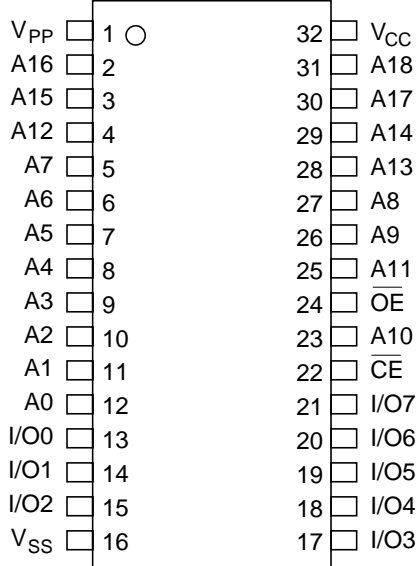 VPP 1 32 VCC
A16 2 31 A18
A15 3 30 A17
A12 4 29 A14
A7 5 28 A13
A6 6 27 A8
A5 7 26 A9
A4 8 25 A11
A3 9 24 O̅E̅
A2 10 23 A10
A1 11 22 C̅E̅
A0 12 21 I/O7
I/O0 13 20 I/O6
I/O1 14 19 I/O5
I/O2 15 18 I/O4
VSS 16 17 I/O3